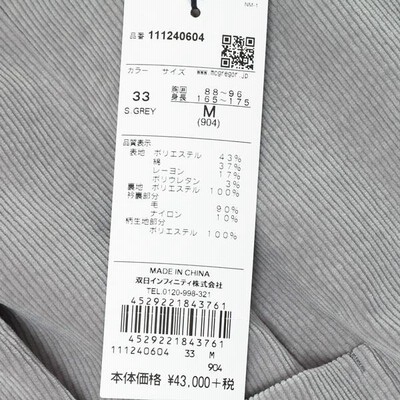 NM-1
品番 111240604
カラー サイズ www.mcgregor.jp
33 胸囲 88～96
身長 165～175
S.GREY M
(904)
品質表示
表地 ポリエステル 43%
綿 37%
レーヨン 17%
ポリウレタン 3%
裏地 ポリエステル 100%
衿裏部分
毛 90%
ナイロン 10%
柄生地部分
ポリエステル 100%
MADE IN CHINA
双日インフィニティ株式会社
TEL.0120-998-321
4529221843761
4529221843761
111240604 33 M
904
本体価格 ¥43,000+税